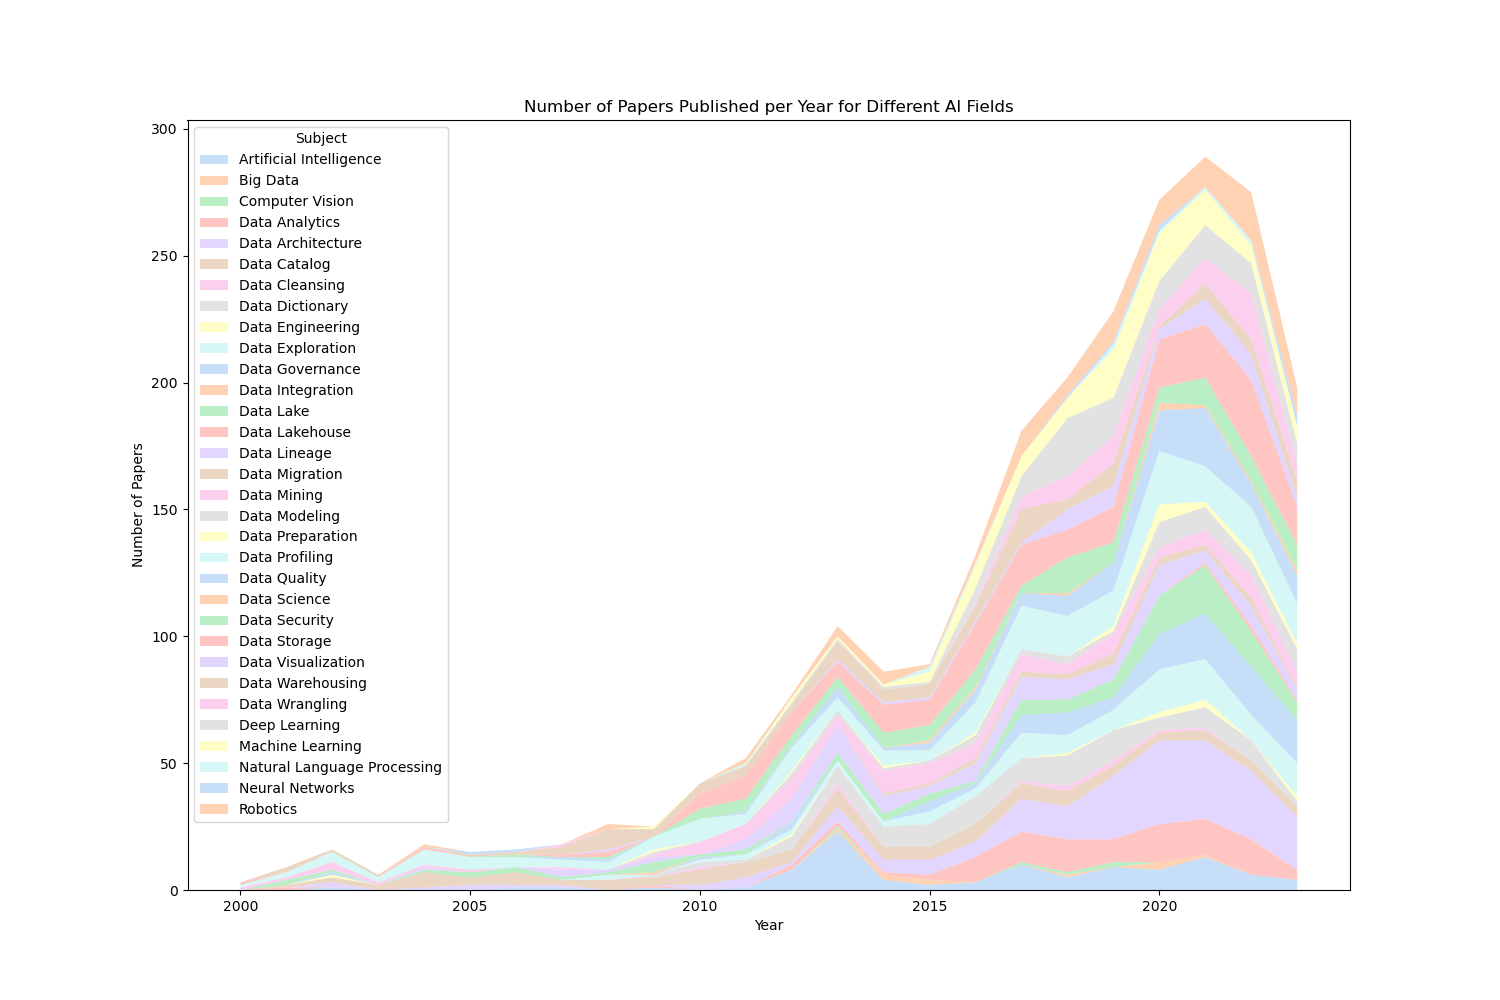 Number of Papers Published per Year for Different AI Fields
300
250
200
150
100
50
0
Number of Papers
Subject
Artificial Intelligence
Big Data
Computer Vision
Data Analytics
Data Architecture
Data Catalog
Data Cleansing
Data Dictionary
Data Engineering
Data Exploration
Data Governance
Data Integration
Data Lake
Data Lakehouse
Data Lineage
Data Migration
Data Mining
Data Modeling
Data Preparation
Data Profiling
Data Quality
Data Science
Data Security
Data Storage
Data Visualization
Data Warehousing
Data Wrangling
Deep Learning
Machine Learning
Natural Language Processing
Neural Networks
Robotics
2000 2005 2010 2015 2020
Year